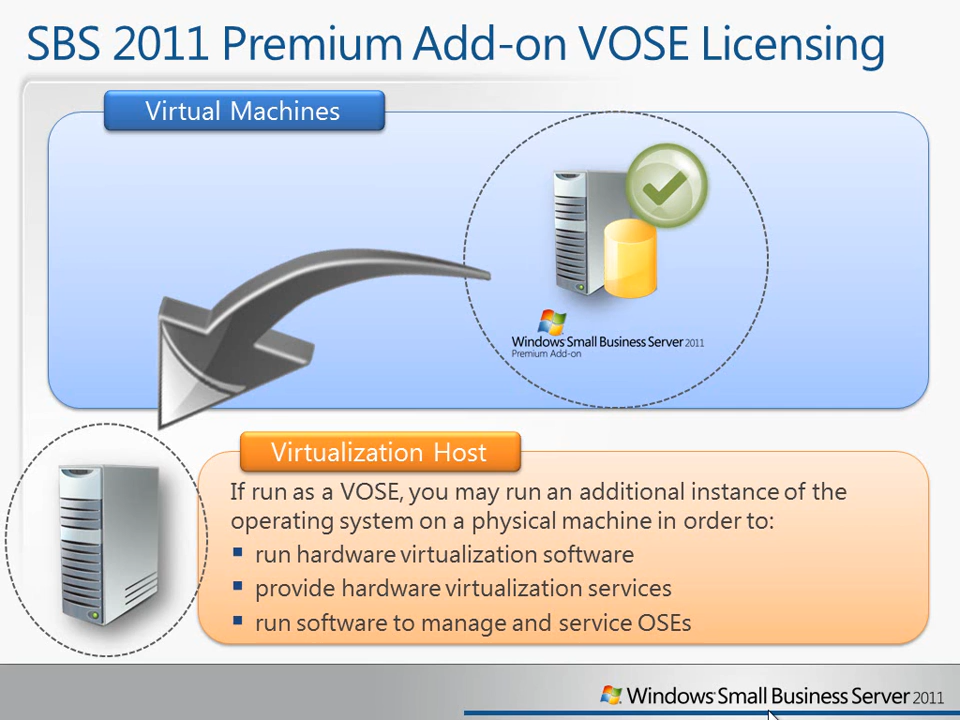 SBS 2011 Premium Add-on VOSE Licensing
Virtual Machines
Windows Small Business Server 2011
Premium Add-on
Virtualization Host
If run as a VOSE, you may run an additional instance of the
operating system on a physical machine in order to:
▪ run hardware virtualization software
▪ provide hardware virtualization services
▪ run software to manage and service OSEs
Windows Small Business Server 2011